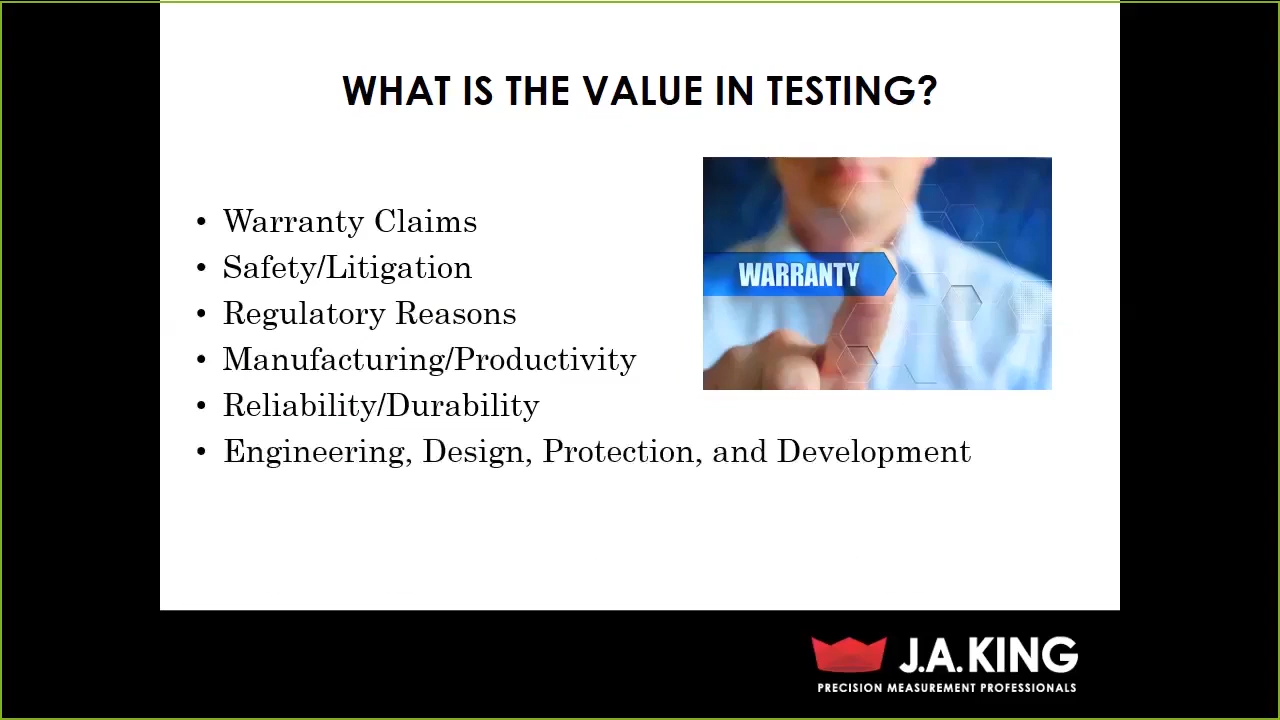 WHAT IS THE VALUE IN TESTING?
• Warranty Claims
• Safety/Litigation
• Regulatory Reasons
• Manufacturing/Productivity
• Reliability/Durability
• Engineering, Design, Protection, and Development
WARRANTY
J.A. KING
PRECISION MEASUREMENT PROFESSIONALS